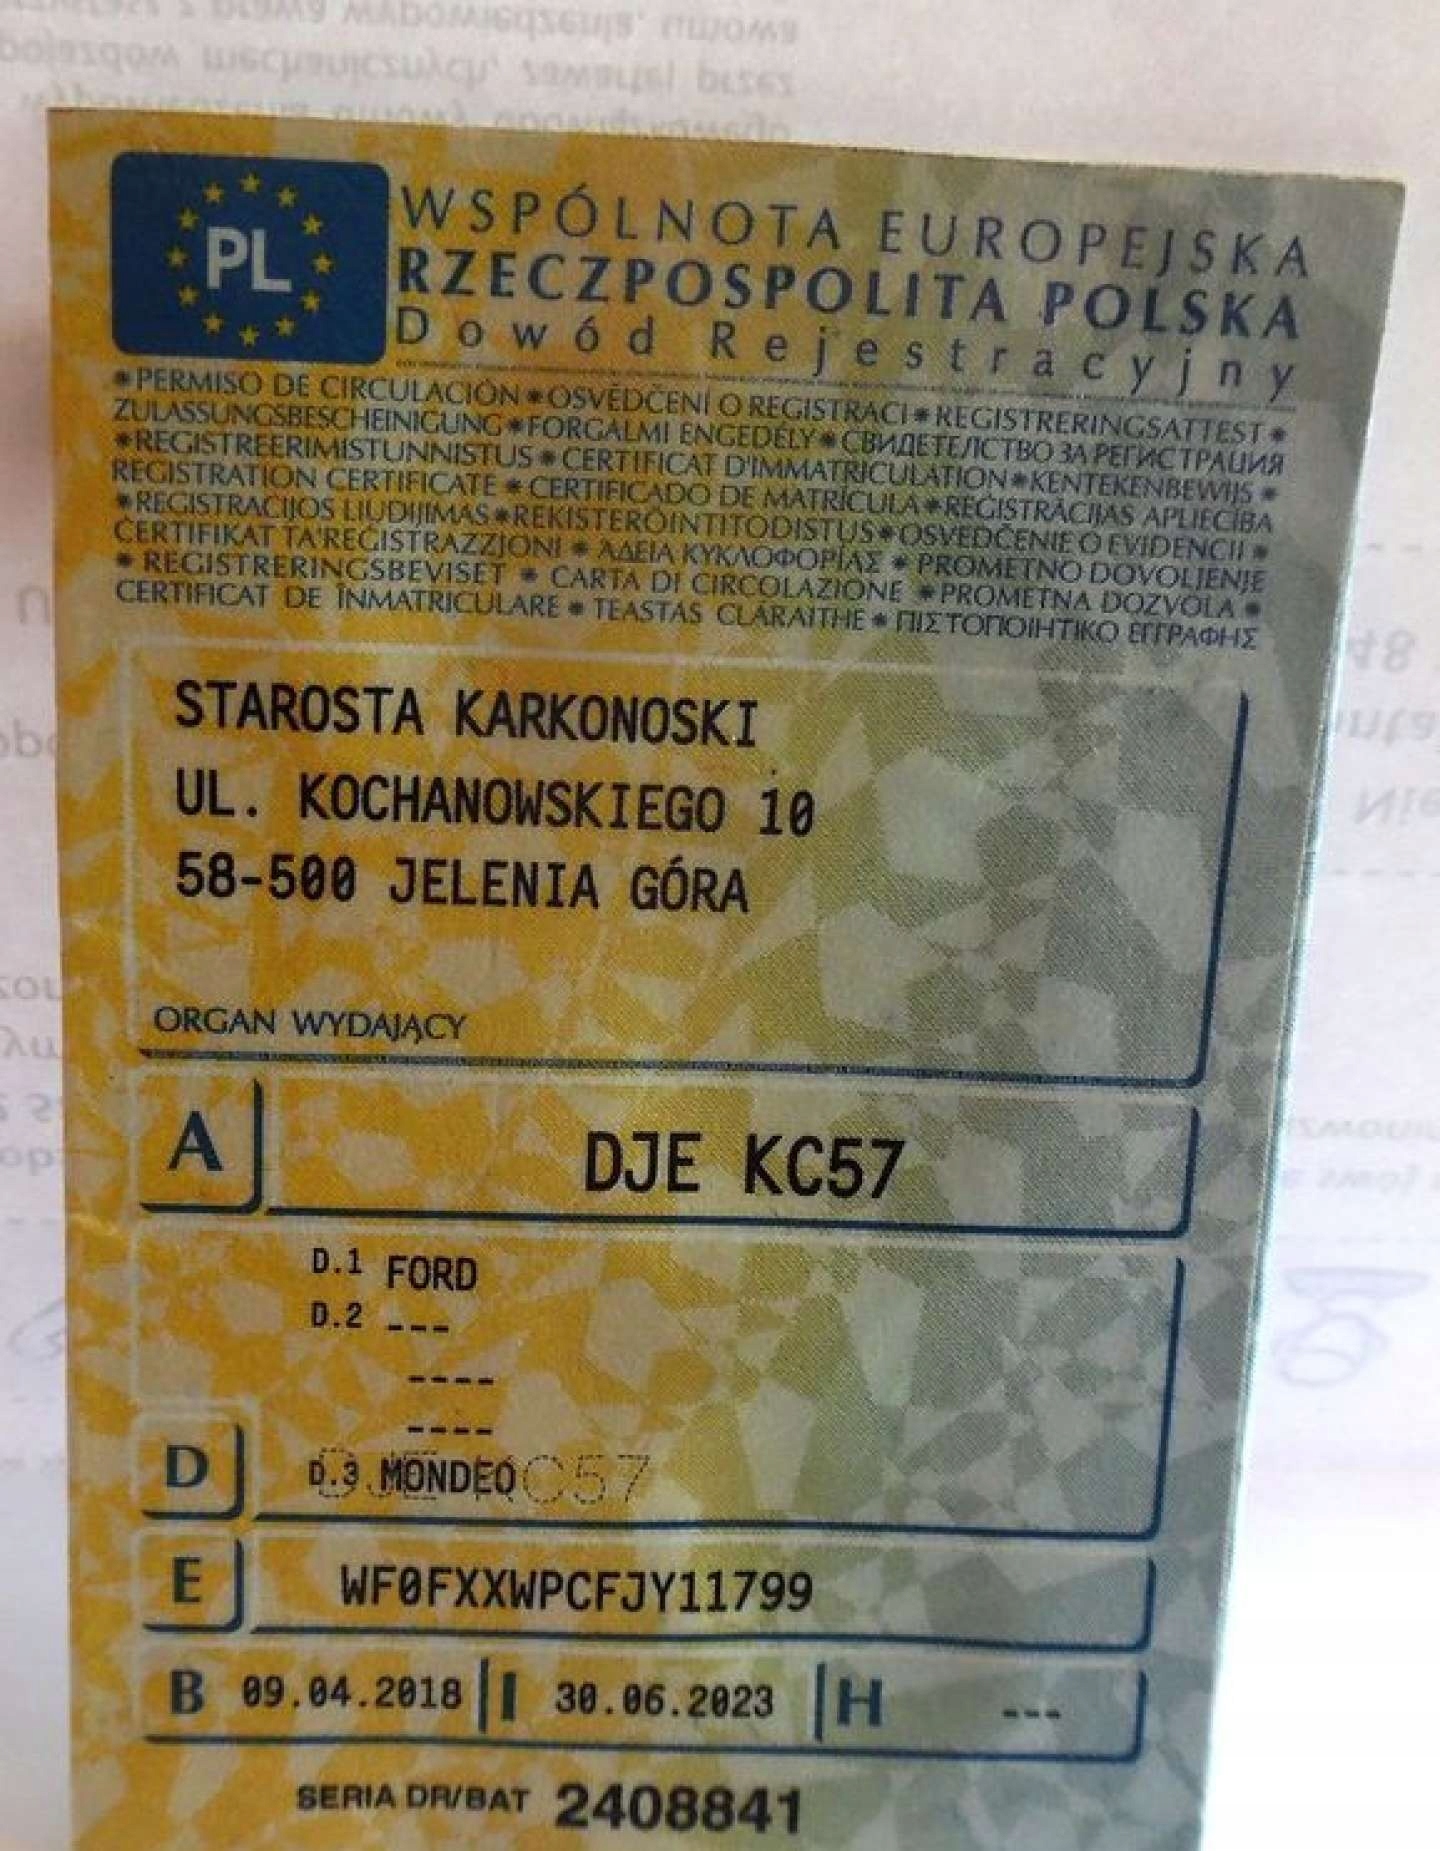 PL
WSPÓLNOTA EUROPEJSKA
RZECZPOSPOLITA POLSKA
Dowód Rejestracyjny
*PERMISO DE CIRCULACIÓN*OSVĚDČENÍ O REGISTRACI*REGISTRERINGSATTEST*
ZULASSUNGSBESCHEINIGUNG*FORGALMI ENGEDÉLY*СВИДЕТЕЛСТВО ЗА РЕГИСТРАЦИЯ
*REGISTREERIMISTUNNISTUS*CERTIFICAT D'IMMATRICULATION*KENTEKENBEWIJS*
REGISTRATION CERTIFICATE*CERTIFICADO DE MATRÍCULA*REĢISTRĀCIJAS APLIECĪBA
*REGISTRACIJOS LIUDIJIMAS*REKISTERÖINTITODISTUS*OSVEDČENIE O EVIDENCII*
ĊERTIFIKAT TA'REĠISTRAZZJONI*ΑΔΕΙΑ ΚΥΚΛΟΦΟΡΙΑΣ*PROMETNO DOVOLJENJE
*REGISTRERINGSBEVISET*CARTA DI CIRCOLAZIONE*PROMETNA DOZVOLA*
CERTIFICAT DE ÎNMATRICULARE*TEASTAS CLÁRAITHE*ΠΙΣΤΟΠΟΙΗΤΙΚΟ ΕΓΓΡΑΦΗΣ
STAROSTA KARKONOSKI
UL. KOCHANOWSKIEGO 10
58-500 JELENIA GÓRA
ORGAN WYDAJĄCY
A DJE KC57
D.1 FORD
D.2 ---
----
----
D D.3 MONDEO
DJE KC57
E WF0FXXWPCFJY11799
B 09.04.2018 I 30.06.2023 H ---
SERIA DR/BAT 2408841